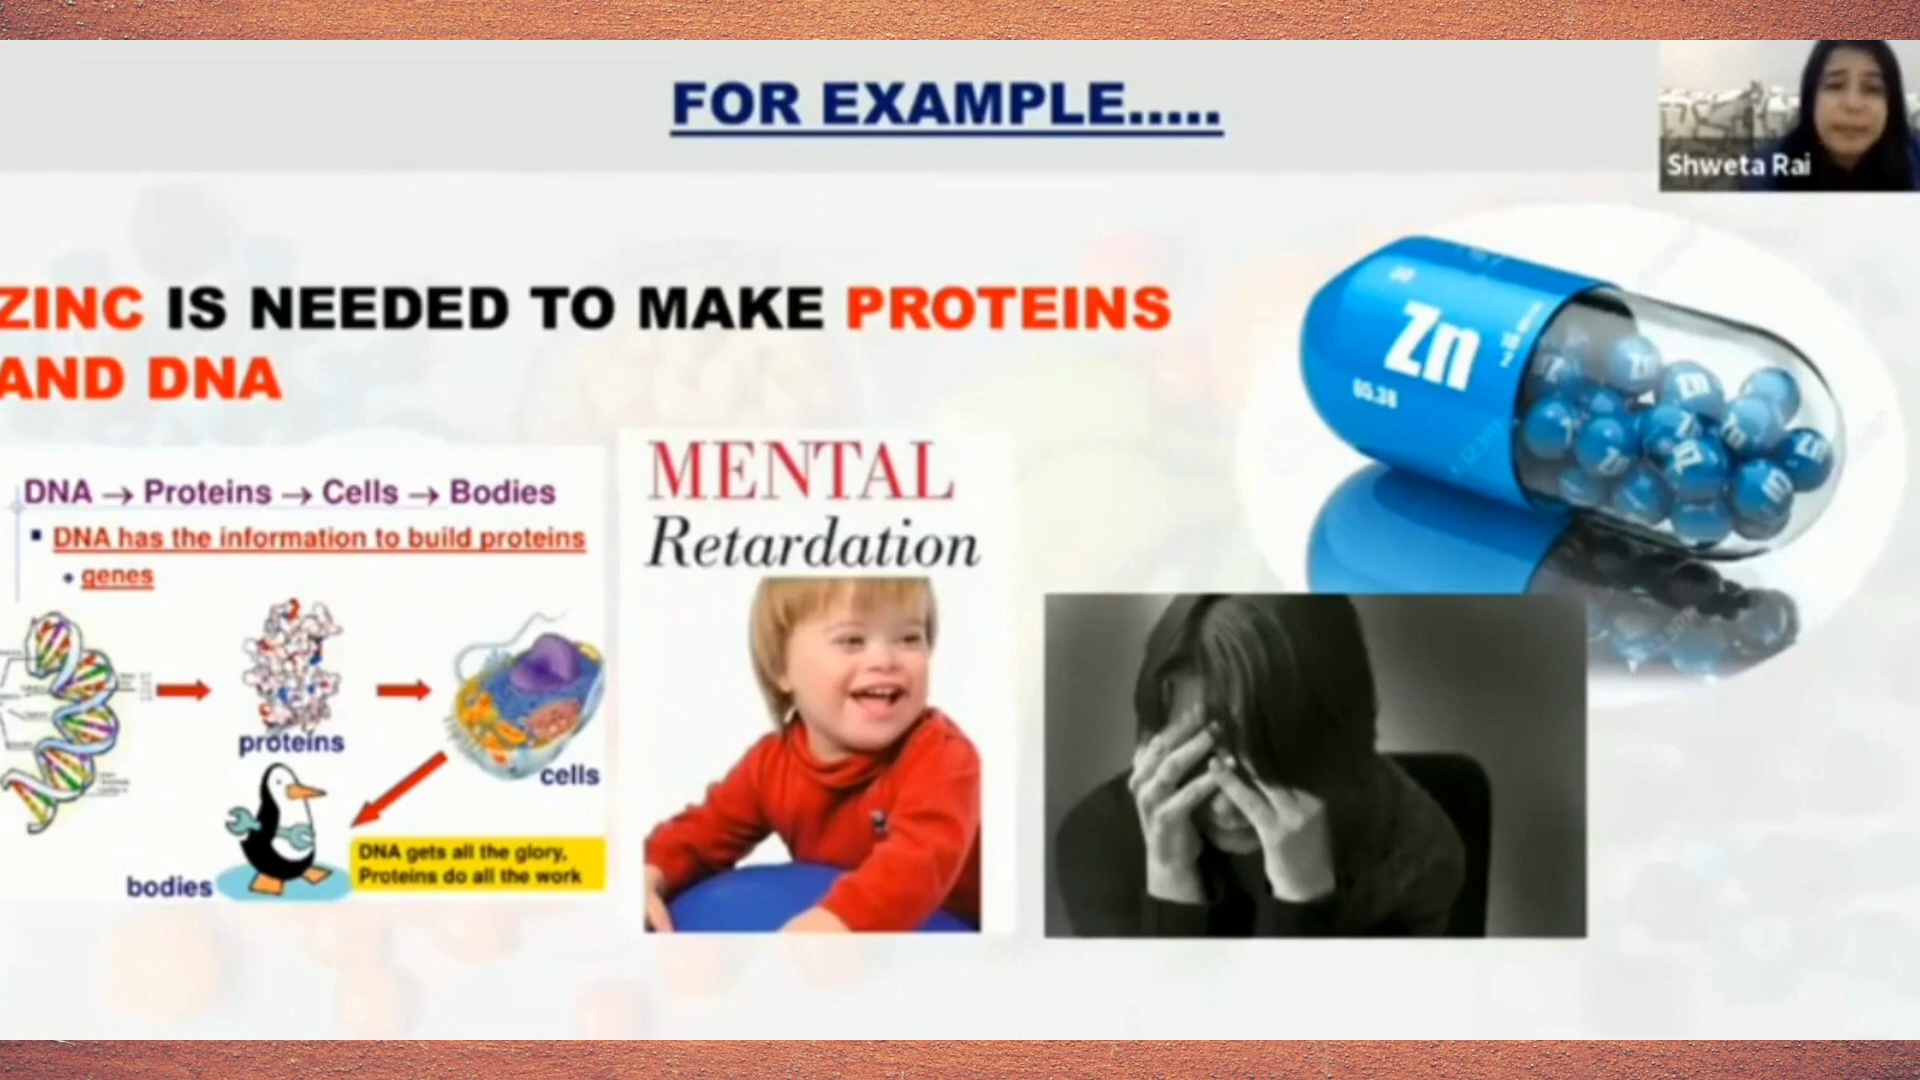 FOR EXAMPLE.....
Shweta Rai
ZINC IS NEEDED TO MAKE PROTEINS
AND DNA
Zn
DNA → Proteins → Cells → Bodies
DNA has the information to build proteins
genes
proteins
cells
bodies
DNA gets all the glory,
Proteins do all the work
MENTAL
Retardation